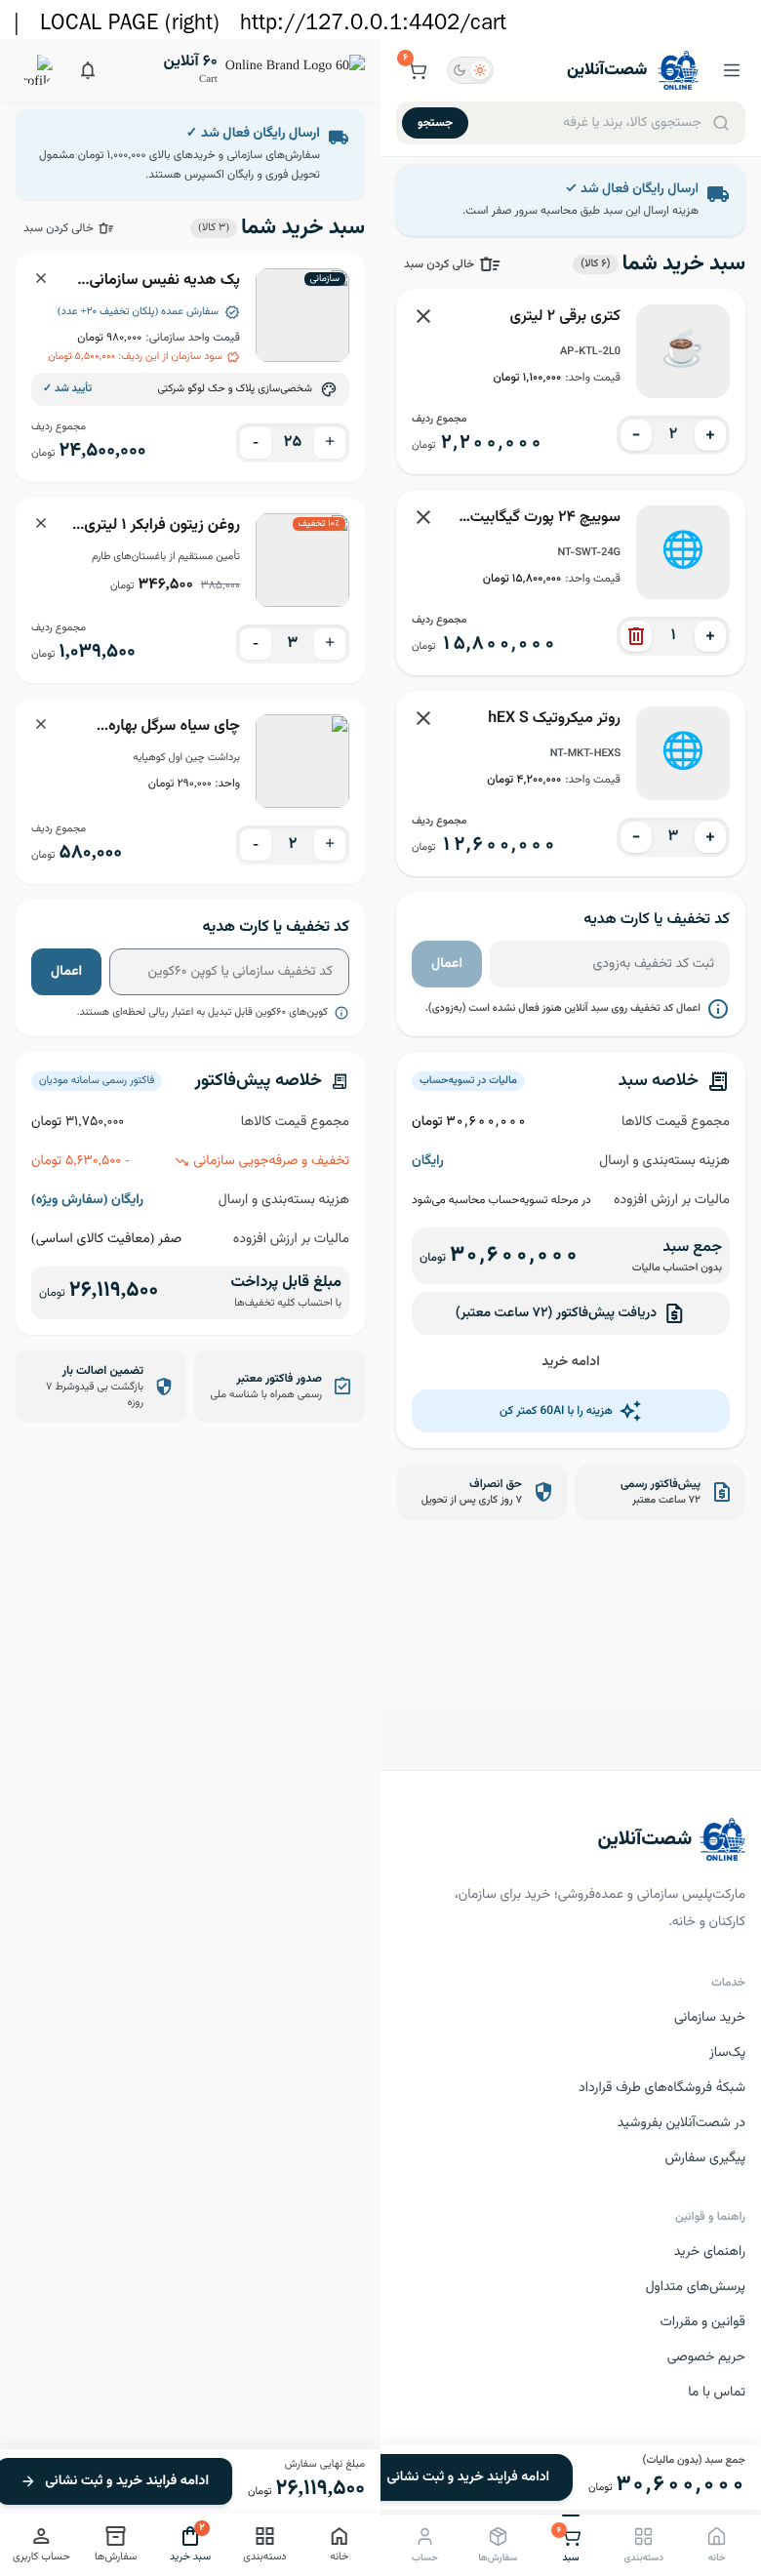 | LOCAL PAGE (right) http://127.0.0.1:4402/cart
شصت‌آنلاین
60 ONLINE
۶
جستجوی کالا، برند یا غرفه
جستجو
ارسال رایگان فعال شد ✓
هزینه ارسال این سبد طبق محاسبه سرور صفر است.
سبد خرید شما (۶ کالا)
خالی کردن سبد
کتری برقی ۲ لیتری
AP-KTL-2L0
قیمت واحد: ۱,۱۰۰,۰۰۰ تومان
مجموع ردیف
+ ۲ -
۲,۲۰۰,۰۰۰ تومان
سوییچ ۲۴ پورت گیگابیت...
NT-SWT-24G
قیمت واحد: ۱۵,۸۰۰,۰۰۰ تومان
مجموع ردیف
+ ۱
۱۵,۸۰۰,۰۰۰ تومان
روتر میکروتیک hEX S
NT-MKT-HEXS
قیمت واحد: ۴,۲۰۰,۰۰۰ تومان
مجموع ردیف
+ ۳ -
۱۲,۶۰۰,۰۰۰ تومان
کد تخفیف یا کارت هدیه
ثبت کد تخفیف به‌زودی
اعمال
اعمال کد تخفیف روی سبد آنلاین هنوز فعال نشده است (به‌زودی).
خلاصه سبد
مالیات در تسویه‌حساب
مجموع قیمت کالاها ۳۰,۶۰۰,۰۰۰ تومان
هزینه بسته‌بندی و ارسال رایگان
مالیات بر ارزش افزوده در مرحله تسویه‌حساب محاسبه می‌شود
جمع سبد
بدون احتساب مالیات
۳۰,۶۰۰,۰۰۰ تومان
دریافت پیش‌فاکتور (۷۲ ساعت معتبر)
ادامه خرید
هزینه را با 60AI کمتر کن
پیش‌فاکتور رسمی
۷۲ ساعت معتبر
حق انصراف
۷ روز کاری پس از تحویل
60 ONLINE
شصت‌آنلاین
مارکت‌پلیس سازمانی و عمده‌فروشی؛ خرید برای سازمان،
کارکنان و خانه.
خدمات
خرید سازمانی
پک‌ساز
شبکهٔ فروشگاه‌های طرف قرارداد
در شصت‌آنلاین بفروشید
پیگیری سفارش
راهنما و قوانین
راهنمای خرید
پرسش‌های متداول
قوانین و مقررات
حریم خصوصی
تماس با ما
جمع سبد (بدون مالیات)
۳۰,۶۰۰,۰۰۰ تومان
ادامه فرایند خرید و ثبت نشانی
خانه
دسته‌بندی
۶
سبد
سفارش‌ها
حساب
60 Online Brand Logo
۶۰ آنلاین
Cart
ارسال رایگان فعال شد ✓
سفارش‌های سازمانی و خریدهای بالای ۱,۰۰۰,۰۰۰ تومان مشمول
تحویل فوری و رایگان اکسپرس هستند.
سبد خرید شما (۳ کالا)
خالی کردن سبد
سازمانی
پک هدیه نفیس سازمانی...
سفارش عمده (پلکان تخفیف ۲۰+ عدد)
قیمت واحد سازمانی: ۹۸۰,۰۰۰ تومان
سود سازمان از این ردیف: ۵,۵۰۰,۰۰۰ تومان
شخصی‌سازی پلاک و حک لوگو شرکتی
تأیید شد ✓
مجموع ردیف
+ ۲۵ -
۲۴,۵۰۰,۰۰۰ تومان
۱۰٪ تخفیف
روغن زیتون فرابکر ۱ لیتری...
تأمین مستقیم از باغستان‌های طارم
۳۸۵,۰۰۰ ۳۴۶,۵۰۰ تومان
مجموع ردیف
+ ۳ -
۱,۰۳۹,۵۰۰ تومان
چای سیاه سرگل بهاره...
برداشت چین اول کوهپایه
واحد: ۲۹۰,۰۰۰ تومان
مجموع ردیف
+ ۲ -
۵۸۰,۰۰۰ تومان
کد تخفیف یا کارت هدیه
کد تخفیف سازمانی یا کوپن ۶۰کوین
اعمال
کوپن‌های ۶۰کوین قابل تبدیل به اعتبار ریالی لحظه‌ای هستند.
خلاصه پیش‌فاکتور
فاکتور رسمی سامانه مودیان
مجموع قیمت کالاها ۳۱,۷۵۰,۰۰۰ تومان
تخفیف و صرفه‌جویی سازمانی - ۵,۶۳۰,۵۰۰ تومان
هزینه بسته‌بندی و ارسال رایگان (سفارش ویژه)
مالیات بر ارزش افزوده صفر (معافیت کالای اساسی)
مبلغ قابل پرداخت
با احتساب کلیه تخفیف‌ها
۲۶,۱۱۹,۵۰۰ تومان
صدور فاکتور معتبر
رسمی همراه با شناسه ملی
تضمین اصالت بار
بازگشت بی قیدوشرط ۷
روزه
مبلغ نهایی سفارش
۲۶,۱۱۹,۵۰۰ تومان
ادامه فرایند خرید و ثبت نشانی
خانه
دسته‌بندی
۲
سبد خرید
سفارش‌ها
حساب کاربری